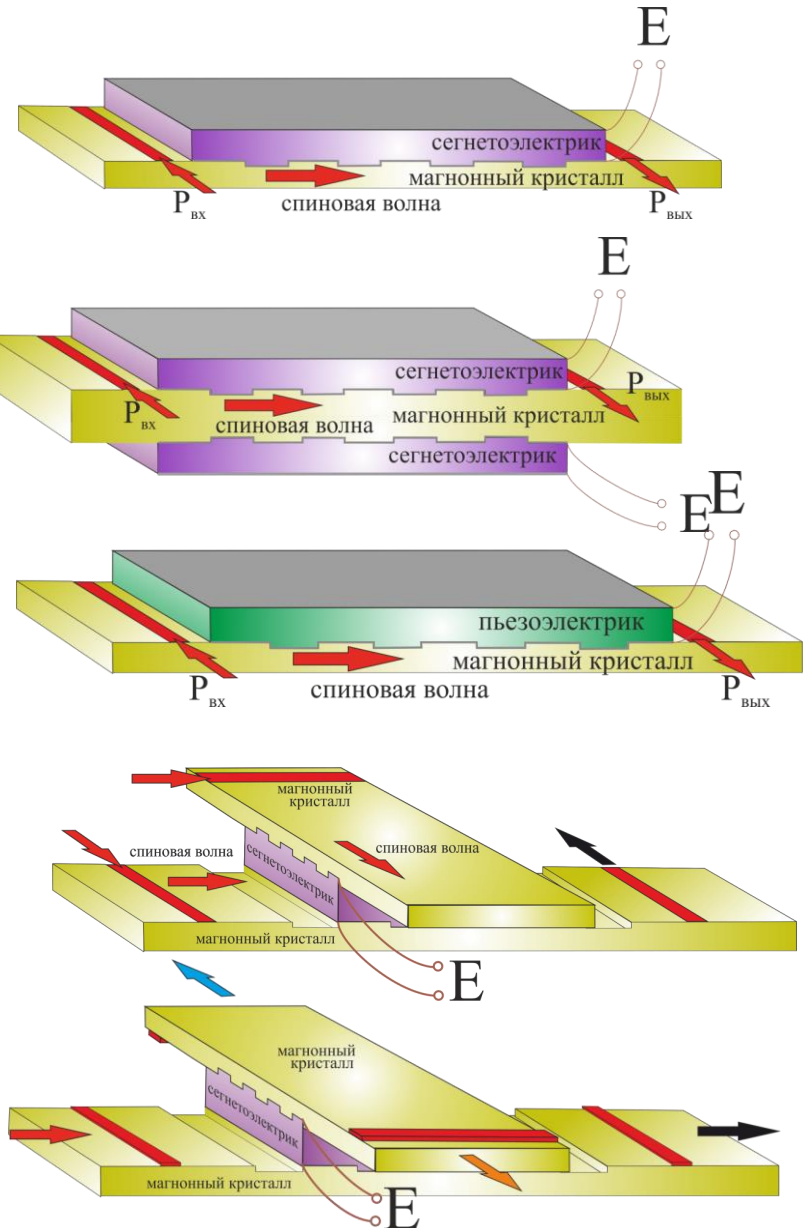 E
сегнетоэлектрик
магнонный кристалл
Pвх
спиновая волна
Pвых
E
сегнетоэлектрик
Pвых
Pвх
магнонный кристалл
спиновая волна
сегнетоэлектрик
E
E
пьезоэлектрик
магнонный кристалл
Pвх
спиновая волна
Pвых
магнонный
кристалл
спиновая волна
спиновая волна
сегнетоэлектрик
магнонный кристалл
E
магнонный
кристалл
сегнетоэлектрик
магнонный кристалл
E